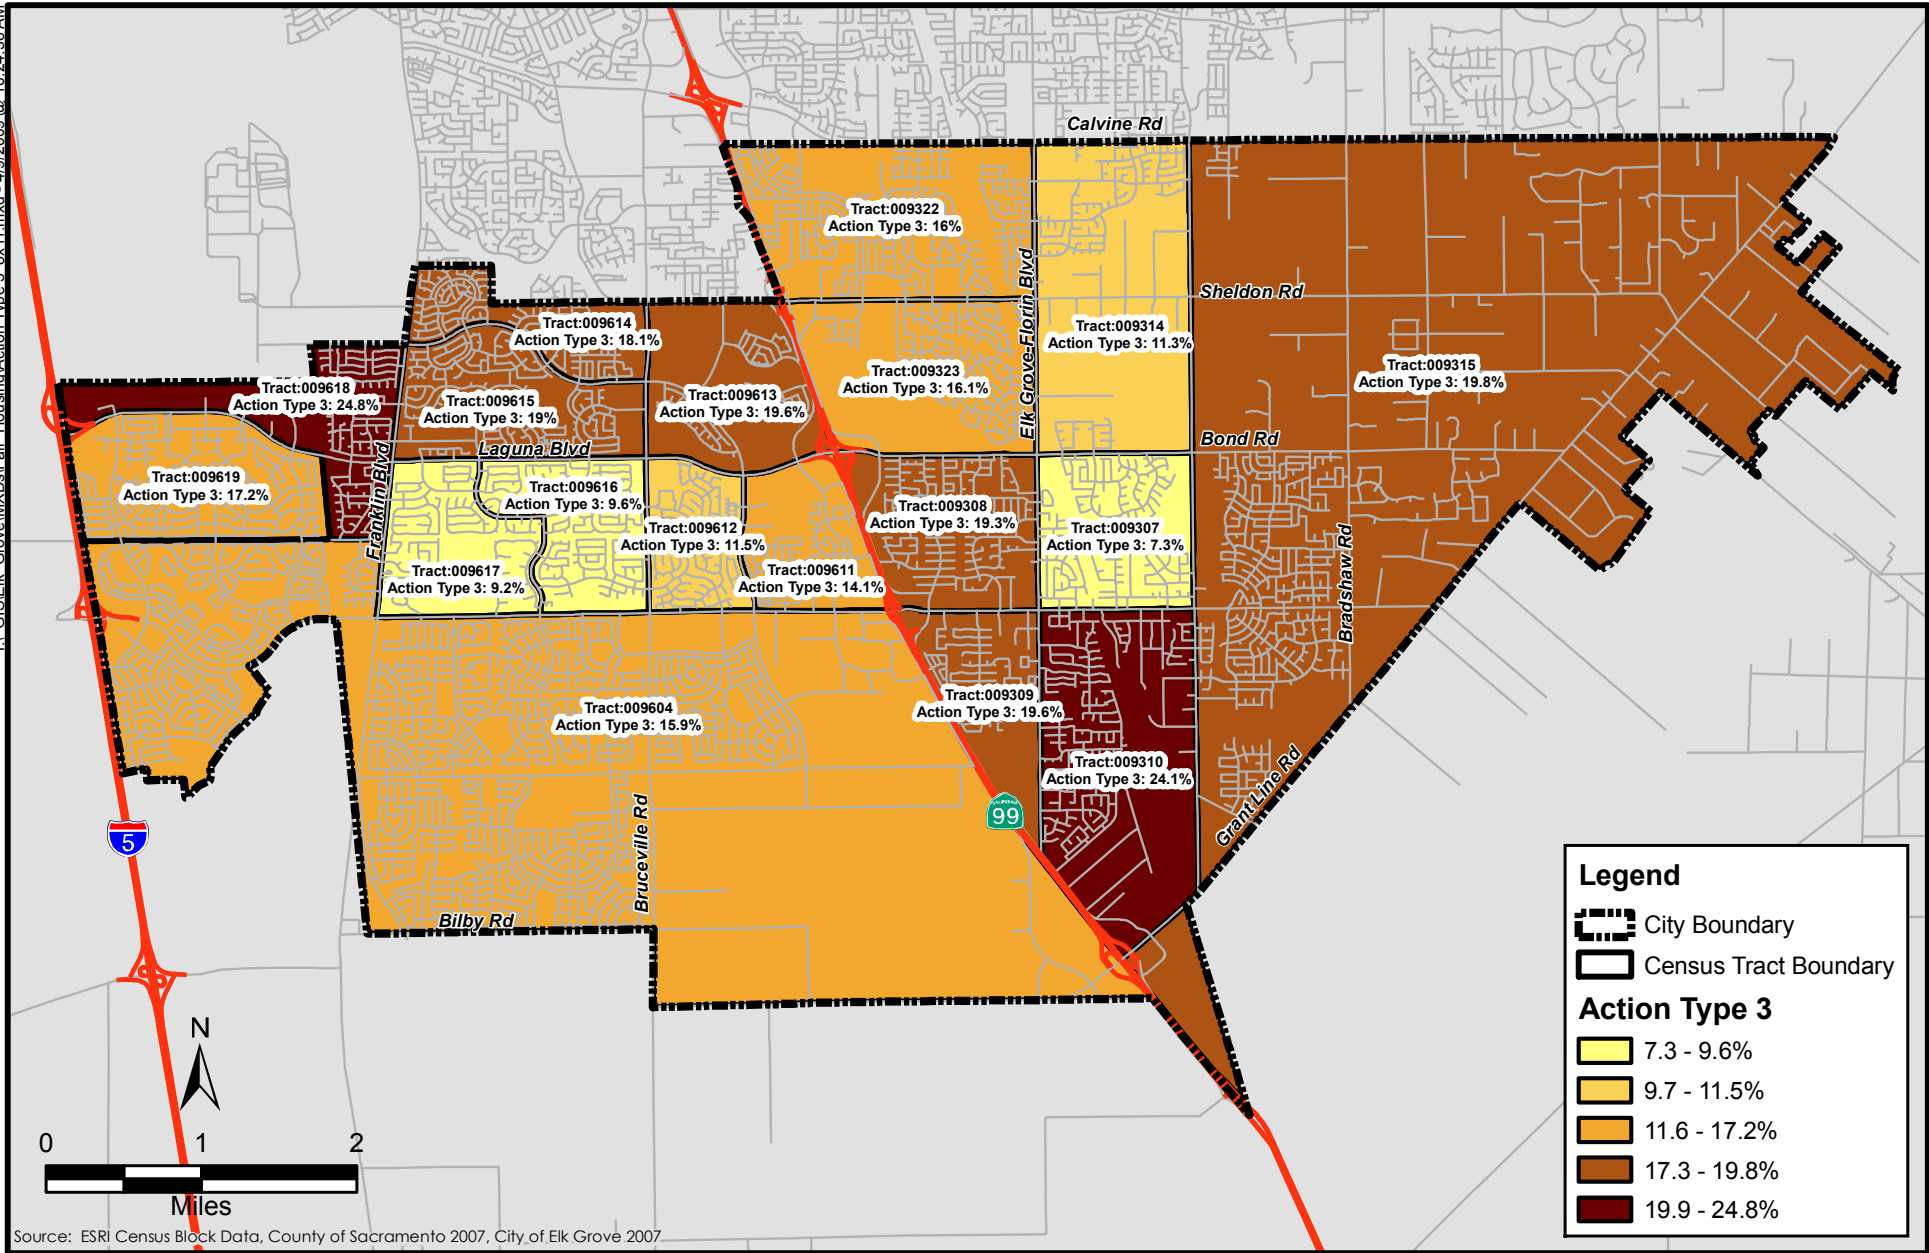 Calvine Rd
Tract:009322
Action Type 3: 16%
Elk Grove-Florin Blvd
Sheldon Rd
Tract:009614
Action Type 3: 18.1%
Tract:009314
Action Type 3: 11.3%
Tract:009618
Action Type 3: 24.8%
Tract:009615
Action Type 3: 19%
Tract:009613
Action Type 3: 19.6%
Tract:009323
Action Type 3: 16.1%
Tract:009315
Action Type 3: 19.8%
Laguna Blvd
Bond Rd
Frankin Blvd
Tract:009619
Action Type 3: 17.2%
Tract:009616
Action Type 3: 9.6%
Tract:009612
Action Type 3: 11.5%
Tract:009308
Action Type 3: 19.3%
Tract:009307
Action Type 3: 7.3%
Bradshaw Rd
Tract:009617
Action Type 3: 9.2%
Tract:009611
Action Type 3: 14.1%
Tract:009604
Action Type 3: 15.9%
Tract:009309
Action Type 3: 19.6%
Tract:009310
Action Type 3: 24.1%
Grant Line Rd
CALIFORNIA
99
5
Bruceville Rd
Bilby Rd
Legend
City Boundary
Census Tract Boundary
Action Type 3
7.3 - 9.6%
9.7 - 11.5%
11.6 - 17.2%
17.3 - 19.8%
19.9 - 24.8%
N
0 1 2
Miles
Source: ESRI Census Block Data, County of Sacramento 2007, City of Elk Grove 2007